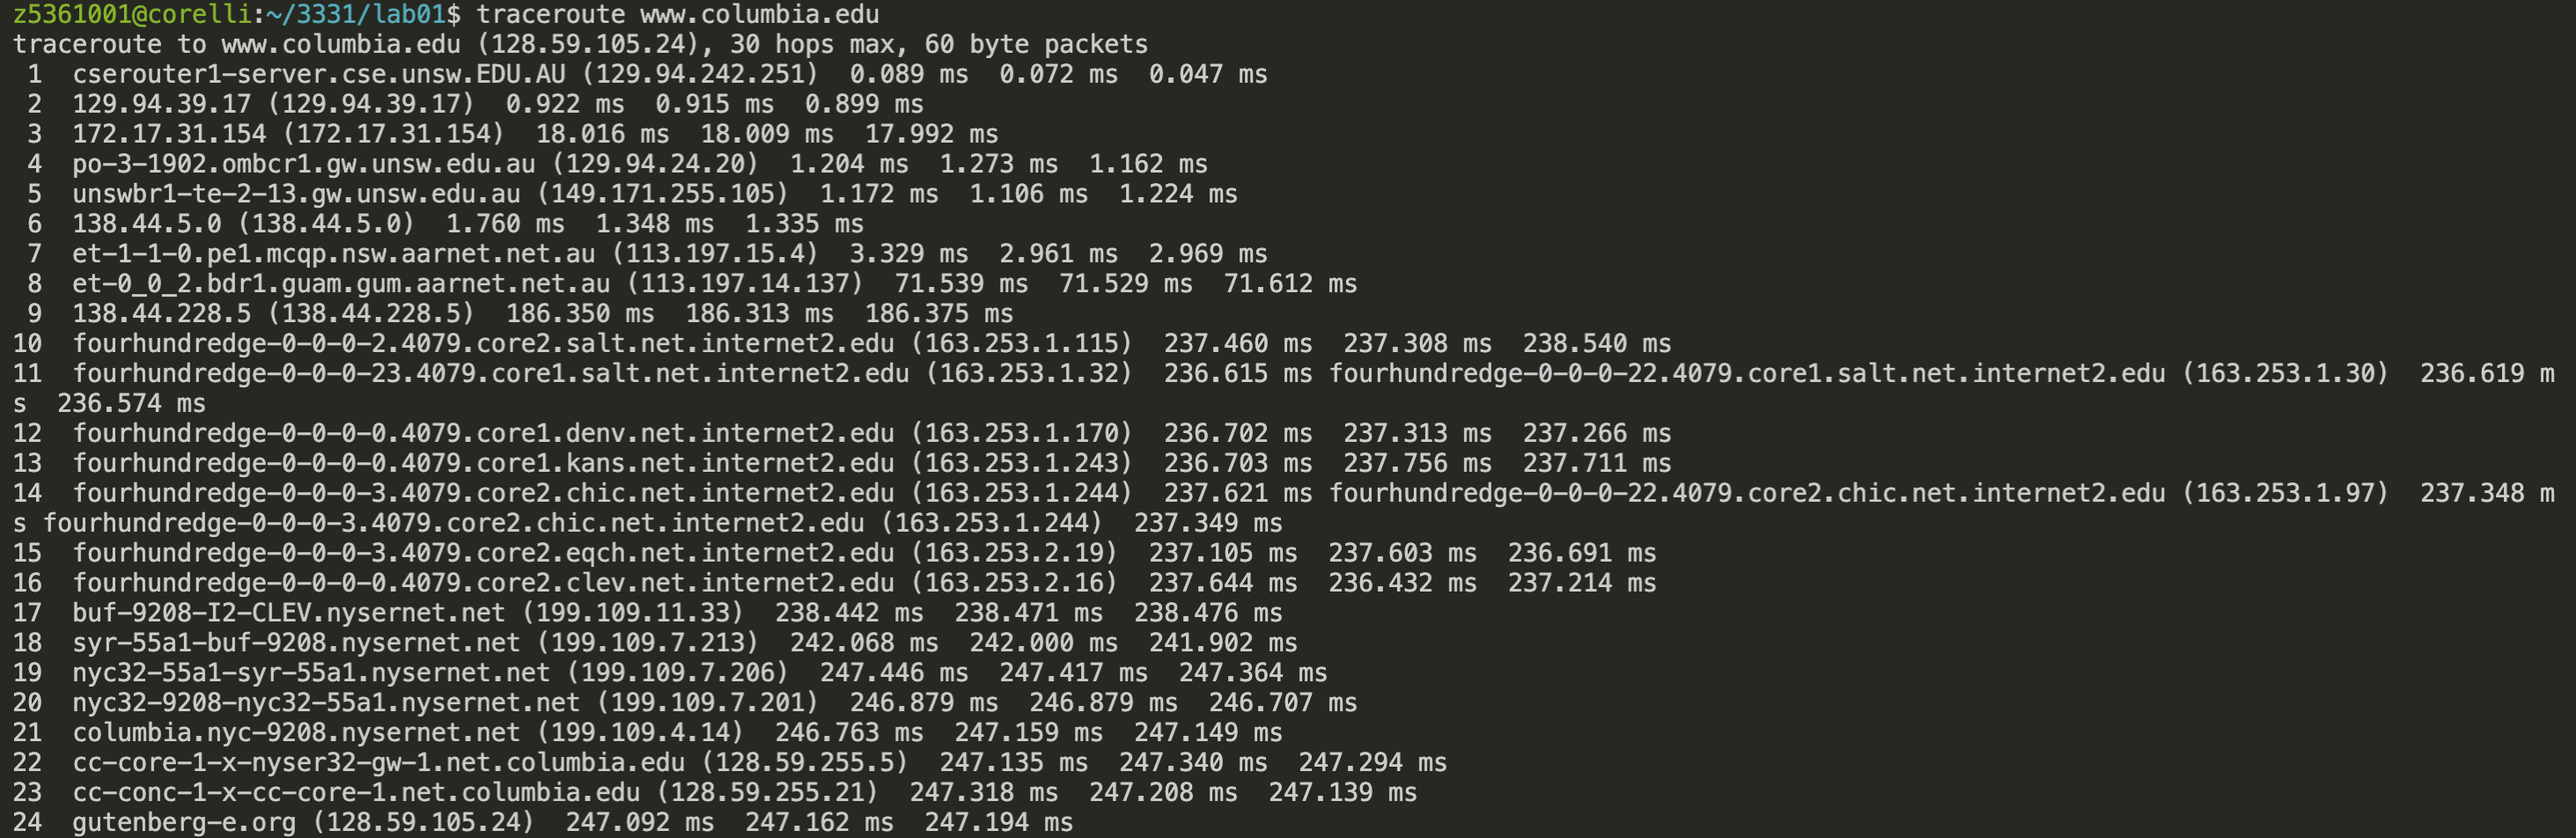 z5361001@corelli:~/3331/lab01$ traceroute www.columbia.edu
traceroute to www.columbia.edu (128.59.105.24), 30 hops max, 60 byte packets
 1  cserouter1-server.cse.unsw.EDU.AU (129.94.242.251)  0.089 ms  0.072 ms  0.047 ms
 2  129.94.39.17 (129.94.39.17)  0.922 ms  0.915 ms  0.899 ms
 3  172.17.31.154 (172.17.31.154)  18.016 ms  18.009 ms  17.992 ms
 4  po-3-1902.ombcr1.gw.unsw.edu.au (129.94.24.20)  1.204 ms  1.273 ms  1.162 ms
 5  unswbr1-te-2-13.gw.unsw.edu.au (149.171.255.105)  1.172 ms  1.106 ms  1.224 ms
 6  138.44.5.0 (138.44.5.0)  1.760 ms  1.348 ms  1.335 ms
 7  et-1-1-0.pe1.mcqp.nsw.aarnet.net.au (113.197.15.4)  3.329 ms  2.961 ms  2.969 ms
 8  et-0_0_2.bdr1.guam.gum.aarnet.net.au (113.197.14.137)  71.539 ms  71.529 ms  71.612 ms
 9  138.44.228.5 (138.44.228.5)  186.350 ms  186.313 ms  186.375 ms
10  fourhundredge-0-0-0-2.4079.core2.salt.net.internet2.edu (163.253.1.115)  237.460 ms  237.308 ms  238.540 ms
11  fourhundredge-0-0-0-23.4079.core1.salt.net.internet2.edu (163.253.1.32)  236.615 ms fourhundredge-0-0-0-22.4079.core1.salt.net.internet2.edu (163.253.1.30)  236.619 m
s  236.574 ms
12  fourhundredge-0-0-0-0.4079.core1.denv.net.internet2.edu (163.253.1.170)  236.702 ms  237.313 ms  237.266 ms
13  fourhundredge-0-0-0-0.4079.core1.kans.net.internet2.edu (163.253.1.243)  236.703 ms  237.756 ms  237.711 ms
14  fourhundredge-0-0-0-3.4079.core2.chic.net.internet2.edu (163.253.1.244)  237.621 ms fourhundredge-0-0-0-22.4079.core2.chic.net.internet2.edu (163.253.1.97)  237.348 m
s fourhundredge-0-0-0-3.4079.core2.chic.net.internet2.edu (163.253.1.244)  237.349 ms
15  fourhundredge-0-0-0-3.4079.core2.eqch.net.internet2.edu (163.253.2.19)  237.105 ms  237.603 ms  236.691 ms
16  fourhundredge-0-0-0-0.4079.core2.clev.net.internet2.edu (163.253.2.16)  237.644 ms  236.432 ms  237.214 ms
17  buf-9208-I2-CLEV.nysernet.net (199.109.11.33)  238.442 ms  238.471 ms  238.476 ms
18  syr-55a1-buf-9208.nysernet.net (199.109.7.213)  242.068 ms  242.000 ms  241.902 ms
19  nyc32-55a1-syr-55a1.nysernet.net (199.109.7.206)  247.446 ms  247.417 ms  247.364 ms
20  nyc32-9208-nyc32-55a1.nysernet.net (199.109.7.201)  246.879 ms  246.879 ms  246.707 ms
21  columbia.nyc-9208.nysernet.net (199.109.4.14)  246.763 ms  247.159 ms  247.149 ms
22  cc-core-1-x-nyser32-gw-1.net.columbia.edu (128.59.255.5)  247.135 ms  247.340 ms  247.294 ms
23  cc-conc-1-x-cc-core-1.net.columbia.edu (128.59.255.21)  247.318 ms  247.208 ms  247.139 ms
24  gutenberg-e.org (128.59.105.24)  247.092 ms  247.162 ms  247.194 ms